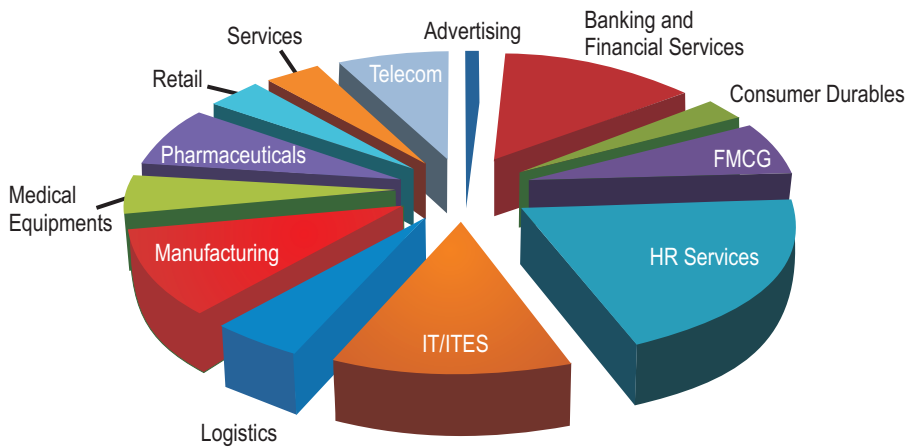 Advertising
Banking and
Financial Services
Consumer Durables
FMCG
HR Services
IT/ITES
Logistics
Manufacturing
Medical
Equipments
Pharmaceuticals
Retail
Services
Telecom